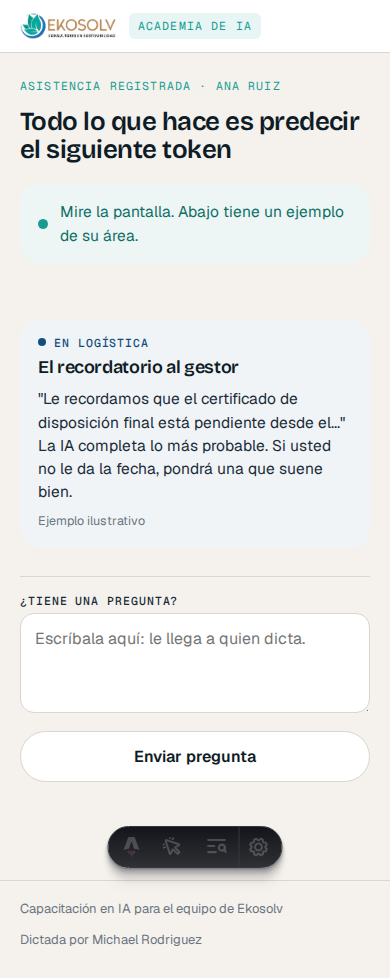 EKOSOLV
ACADEMIA DE IA
ASISTENCIA REGISTRADA · ANA RUIZ
Todo lo que hace es predecir
el siguiente token
Mire la pantalla. Abajo tiene un ejemplo
de su área.
EN LOGÍSTICA
El recordatorio al gestor
"Le recordamos que el certificado de
disposición final está pendiente desde el..."
La IA completa lo más probable. Si usted
no le da la fecha, pondrá una que suene
bien.
Ejemplo ilustrativo
¿TIENE UNA PREGUNTA?
Escríbala aquí: le llega a quien dicta.
Enviar pregunta
Capacitación en IA para el equipo de Ekosolv
Dictada por Michael Rodriguez